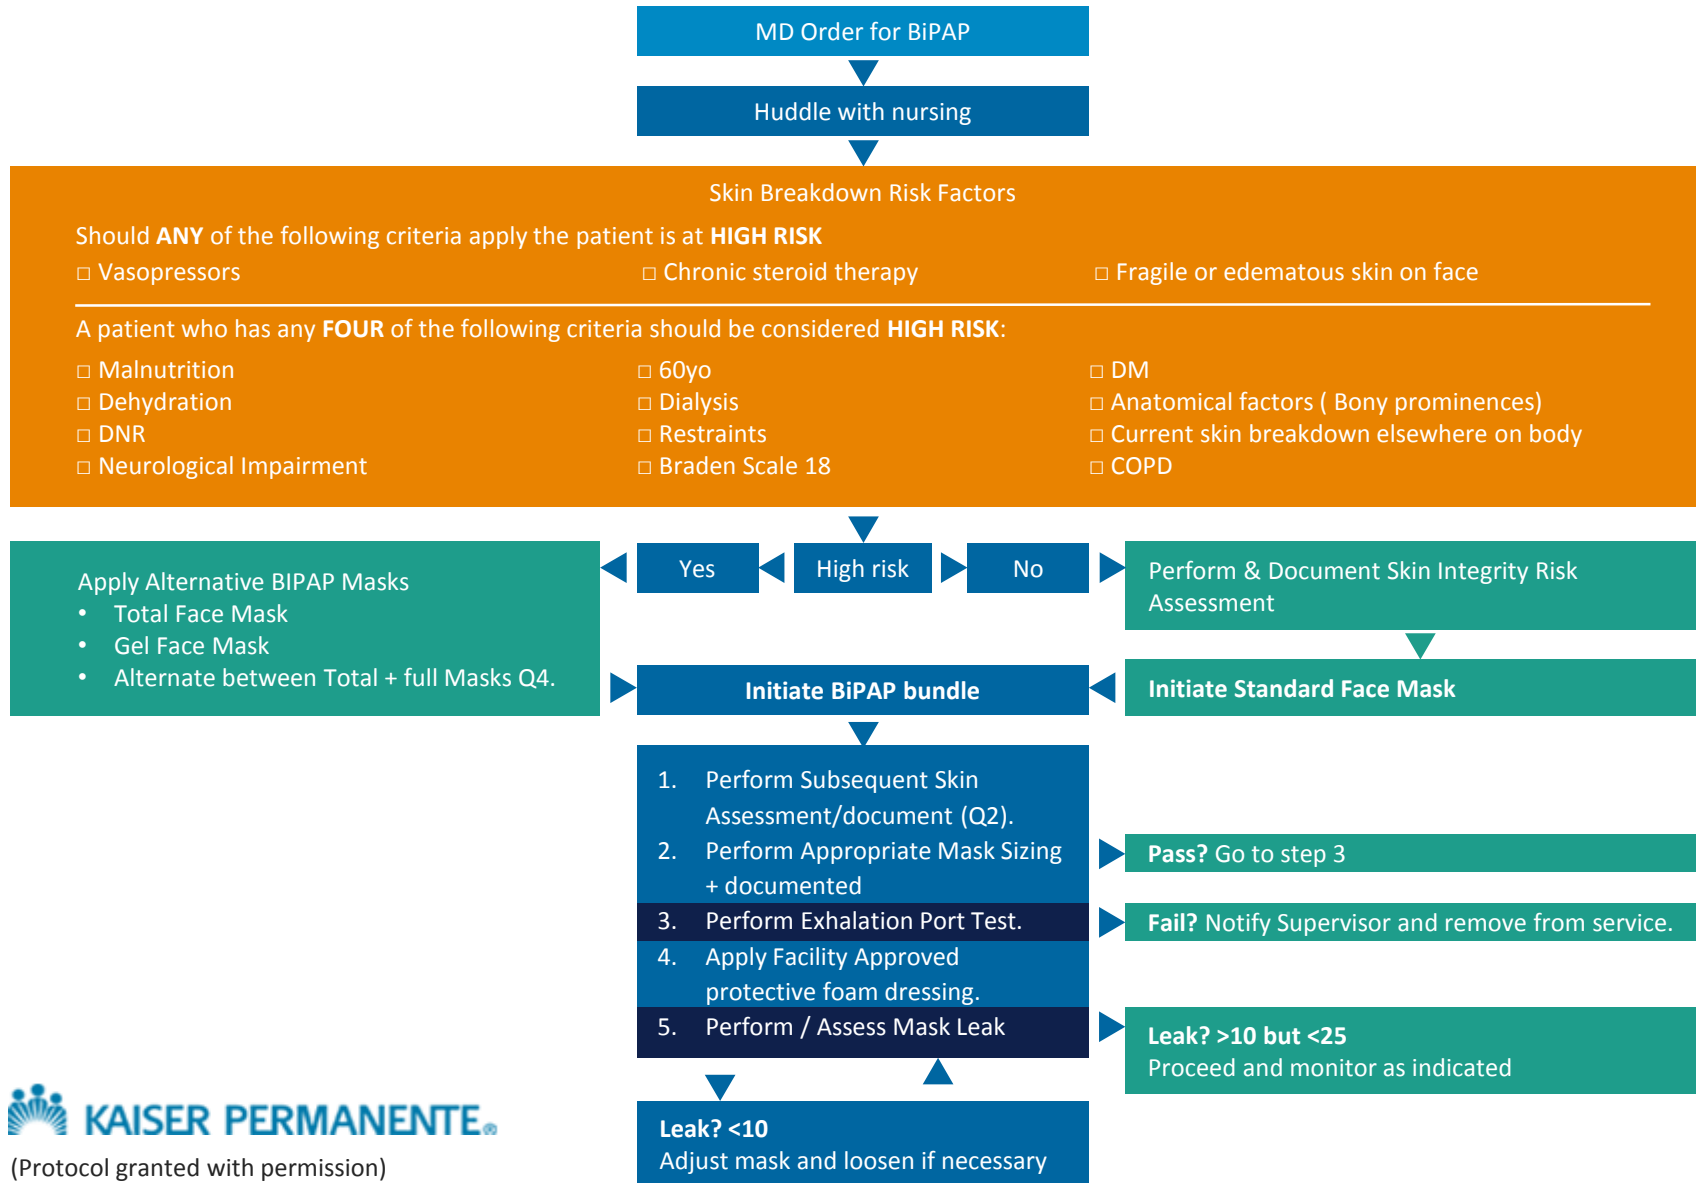 MD Order for BiPAP
Huddle with nursing
Skin Breakdown Risk Factors
Should ANY of the following criteria apply the patient is at HIGH RISK
□ Vasopressors
□ Chronic steroid therapy
□ Fragile or edematous skin on face
A patient who has any FOUR of the following criteria should be considered HIGH RISK:
□ Malnutrition
□ Dehydration
□ DNR
□ Neurological Impairment
□ 60yo
□ Dialysis
□ Restraints
□ Braden Scale 18
□ DM
□ Anatomical factors ( Bony prominences)
□ Current skin breakdown elsewhere on body
□ COPD
Yes
High risk
No
Apply Alternative BIPAP Masks
• Total Face Mask
• Gel Face Mask
• Alternate between Total + full Masks Q4.
Perform & Document Skin Integrity Risk
Assessment
Initiate Standard Face Mask
Initiate BiPAP bundle
1. Perform Subsequent Skin
Assessment/document (Q2).
2. Perform Appropriate Mask Sizing
+ documented
3. Perform Exhalation Port Test.
4. Apply Facility Approved
protective foam dressing.
5. Perform / Assess Mask Leak
Pass? Go to step 3
Fail? Notify Supervisor and remove from service.
Leak? >10 but <25
Proceed and monitor as indicated
Leak? <10
Adjust mask and loosen if necessary
KAISER PERMANENTE®
(Protocol granted with permission)